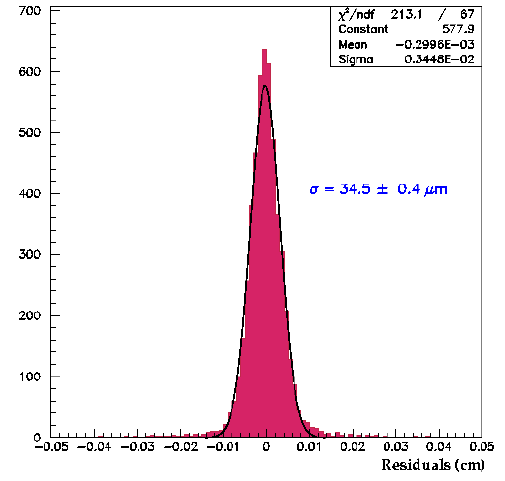 χ²/ndf 213.1 / 67
Constant 577.9
Mean -0.2996E-03
Sigma 0.3448E-02
σ = 34.5 ± 0.4 μm
700
600
500
400
300
200
100
0
-0.05 -0.04 -0.03 -0.02 -0.01 0 0.01 0.02 0.03 0.04 0.05
Residuals (cm)